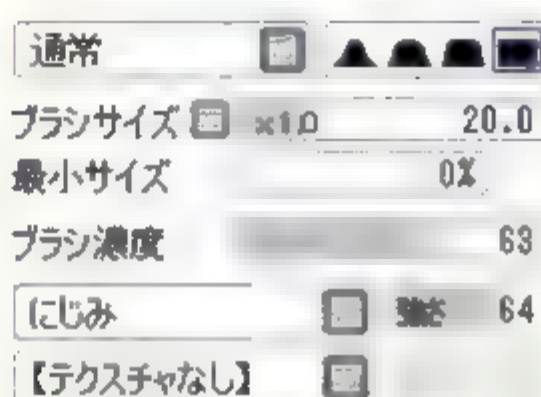 通常
ブラシサイズ ×1.0 20.0
最小サイズ 0%
ブラシ濃度 63
にじみ 強さ 64
【テクスチャなし】